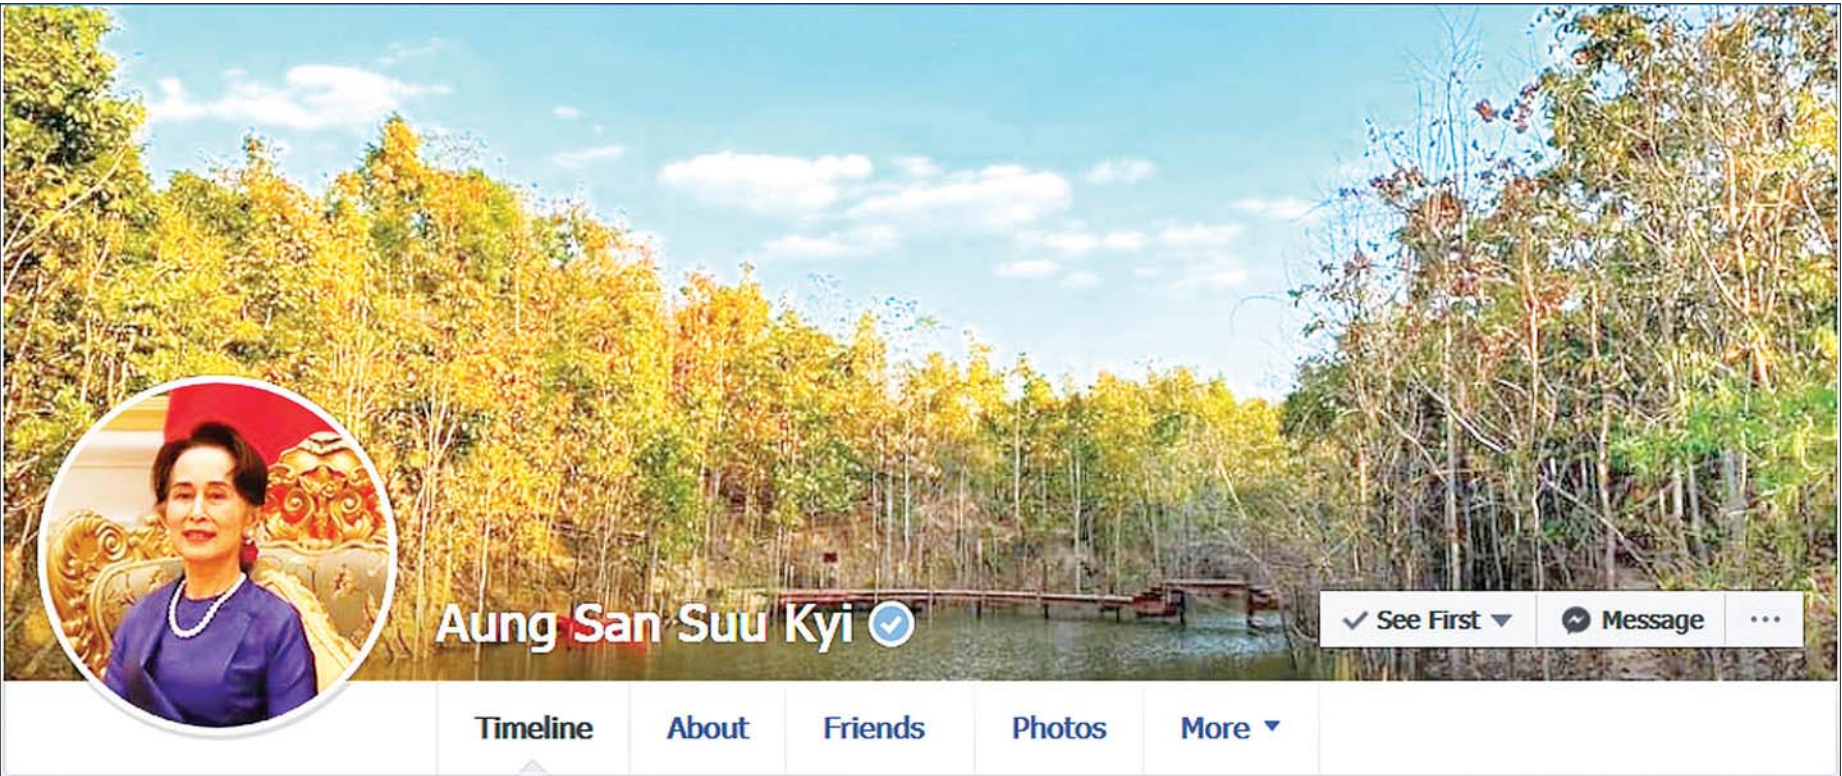 Aung San Suu Kyi
See First Message ...
Timeline About Friends Photos More